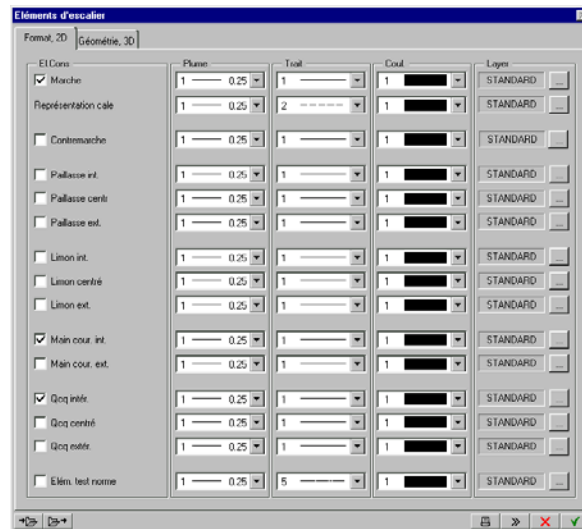 Eléments d'escalier
Format, 2D Géométrie, 3D
El.Cons. Plume Trait Coul. Layer
Marche 1 0.25 1 1 STANDARD ...
Représentation cale 1 0.25 2 1 STANDARD ...
Contremarche 1 0.25 1 1 STANDARD ...
Paillasse int. 1 0.25 1 1 STANDARD ...
Paillasse centr 1 0.25 1 1 STANDARD ...
Paillasse ext. 1 0.25 1 1 STANDARD ...
Limon int. 1 0.25 1 1 STANDARD ...
Limon centré 1 0.25 1 1 STANDARD ...
Limon ext. 1 0.25 1 1 STANDARD ...
Main cour. int. 1 0.25 1 1 STANDARD ...
Main cour. ext. 1 0.25 1 1 STANDARD ...
Qcq intér. 1 0.25 1 1 STANDARD ...
Qcq centré 1 0.25 1 1 STANDARD ...
Qcq extér. 1 0.25 1 1 STANDARD ...
Elém. test norme 1 0.25 5 1 STANDARD ...